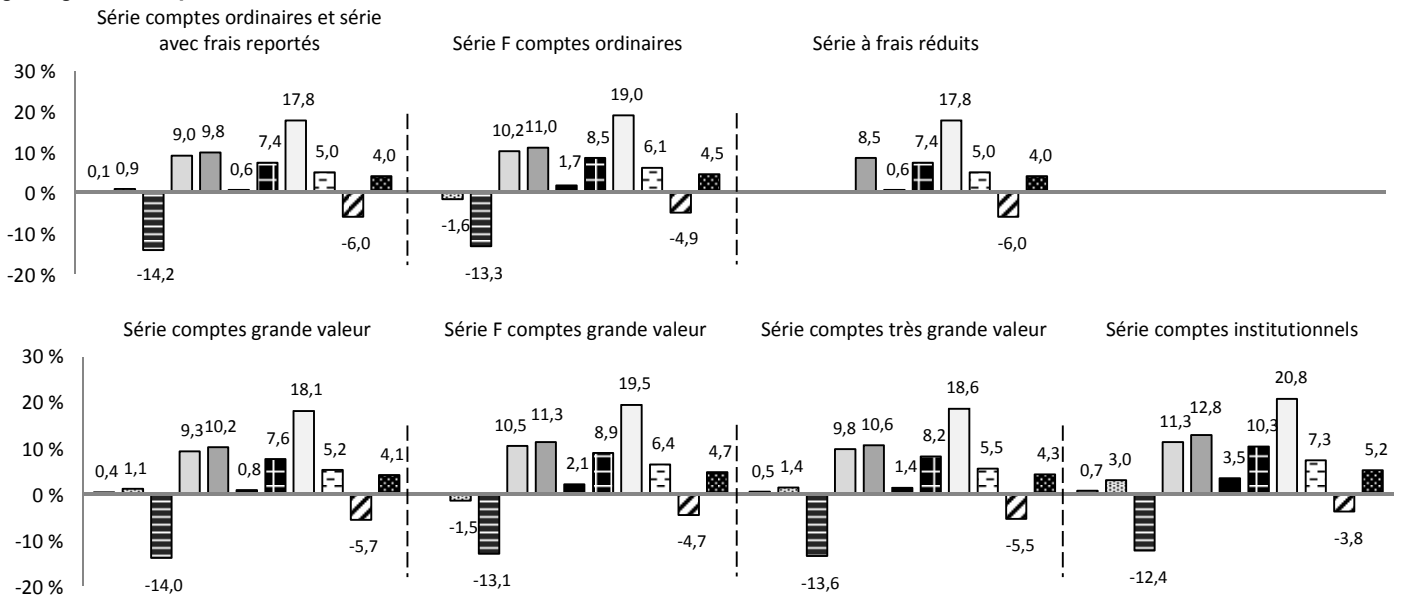 Série comptes ordinaires et série
avec frais reportés
Série F comptes ordinaires
Série à frais réduits
30 %
20 %
10 %
0 %
-10 %
-20 %
0,1 0,9 -14,2 9,0 9,8 0,6 7,4 17,8 5,0 -6,0 4,0
-1,6 -13,3 10,2 11,0 1,7 8,5 19,0 6,1 -4,9 4,5
8,5 0,6 7,4 17,8 5,0 -6,0 4,0
Série comptes grande valeur
Série F comptes grande valeur
Série comptes très grande valeur
Série comptes institutionnels
30 %
20 %
10 %
0 %
-10 %
-20 %
0,4 1,1 -14,0 9,3 10,2 0,8 7,6 18,1 5,2 -5,7 4,1
-1,5 -13,1 10,5 11,3 2,1 8,9 19,5 6,4 -4,7 4,7
0,5 1,4 -13,6 9,8 10,6 1,4 8,2 18,6 5,5 -5,5 4,3
0,7 3,0 -12,4 11,3 12,8 3,5 10,3 20,8 7,3 -3,8 5,2